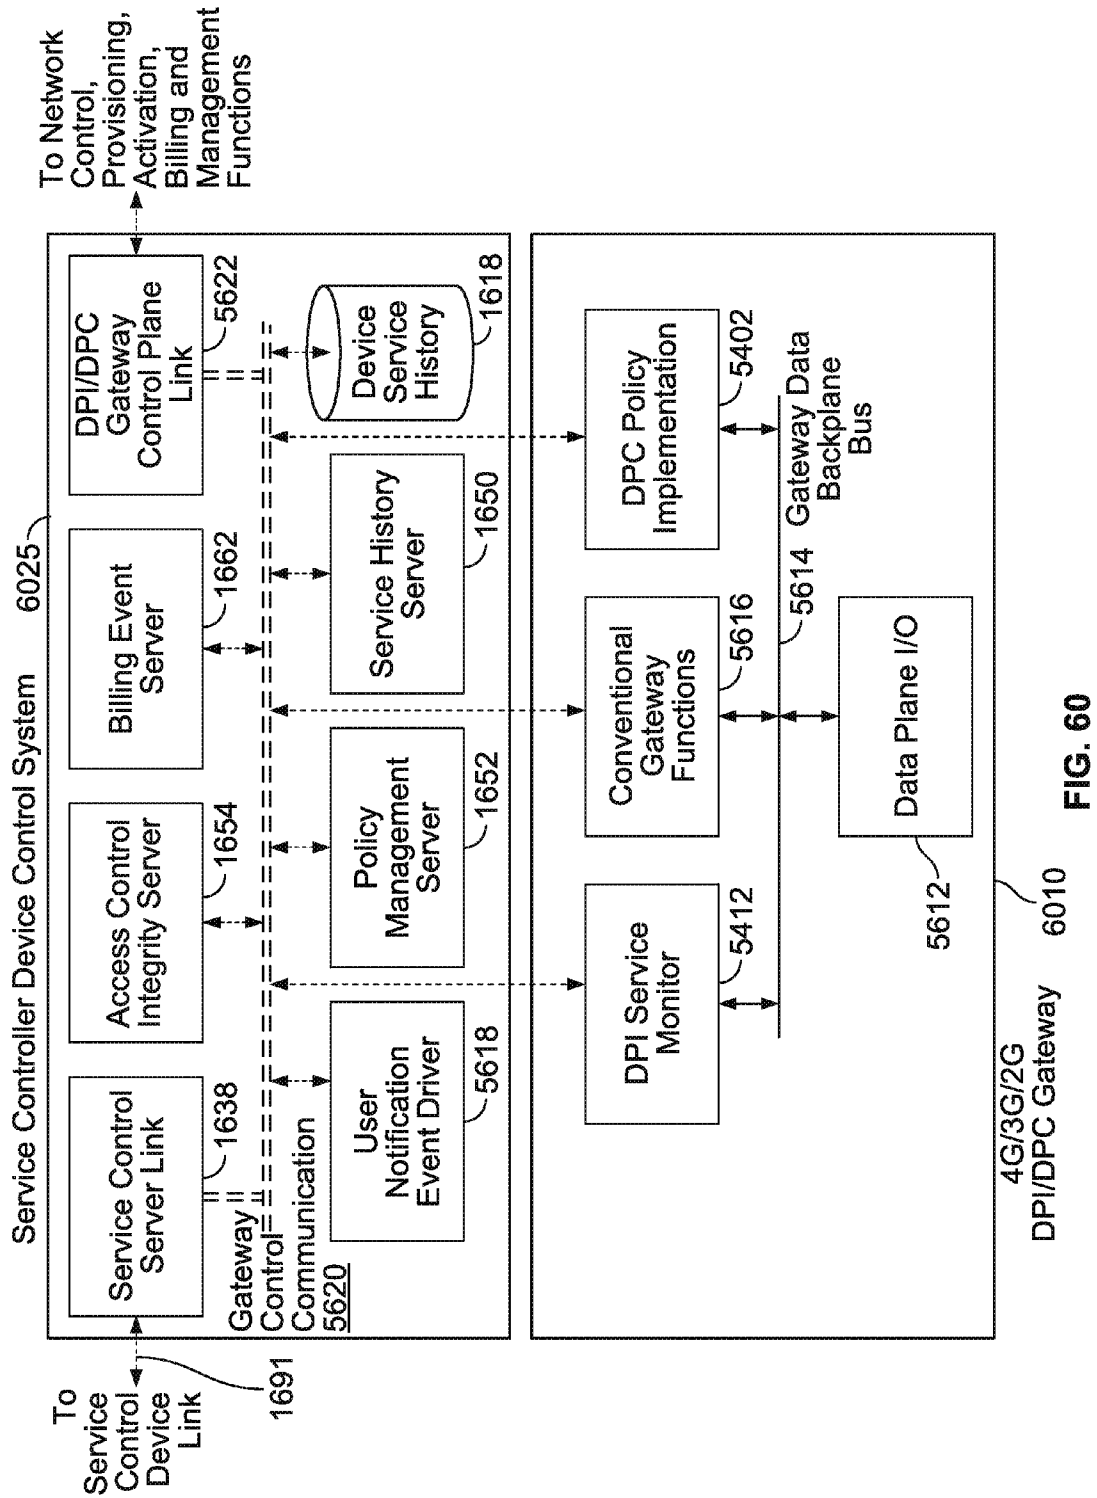 Service Controller Device Control System
6025
To
Service
Control
Device
Link
1691
Service Control
Server Link
1638
Access Control
Integrity Server
1654
Billing Event
Server
1662
DPI/DPC
Gateway
Control Plane
Link
5622
To Network
Control,
Provisioning,
Activation,
Billing and
Management
Functions
Gateway
Control
Communication
5620
User
Notification
Event Driver
5618
Policy
Management
Server
1652
Service History
Server
1650
Device
Service
History
1618
DPI Service
Monitor
5412
Conventional
Gateway
Functions
5616
DPC Policy
Implementation
5402
5614
Gateway Data
Backplane
Bus
Data Plane I/O
5612
4G/3G/2G
DPI/DPC Gateway
6010
FIG. 60